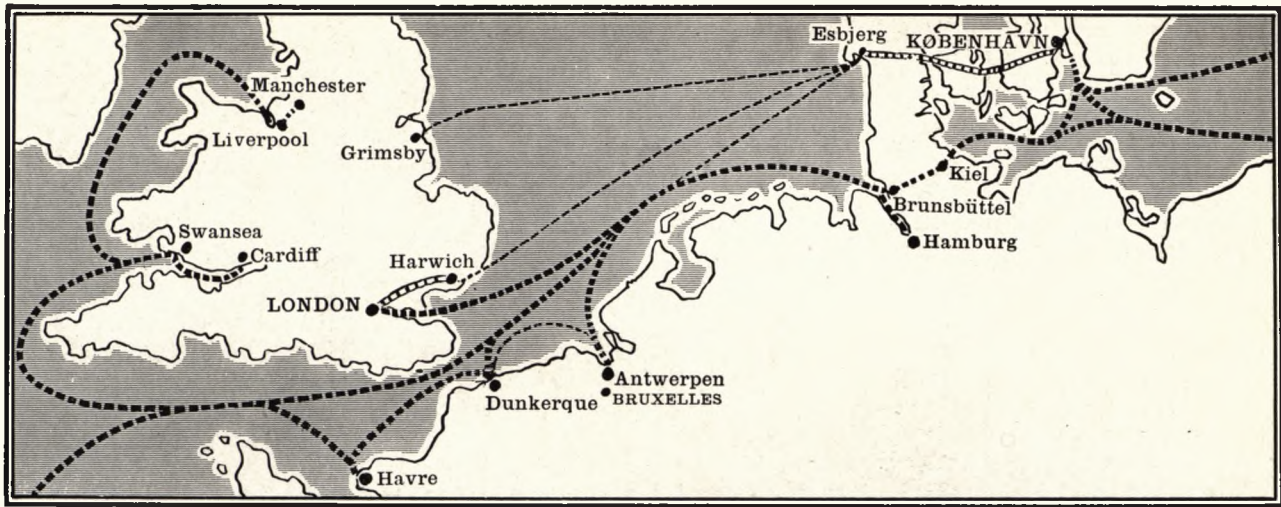 Esbjerg
KØBENHAVN
Manchester
Liverpool
Grimsby
Kiel
Brunsbüttel
Swansea
Cardiff
Hamburg
Harwich
LONDON
Antwerpen
Dunkerque
BRUXELLES
Havre